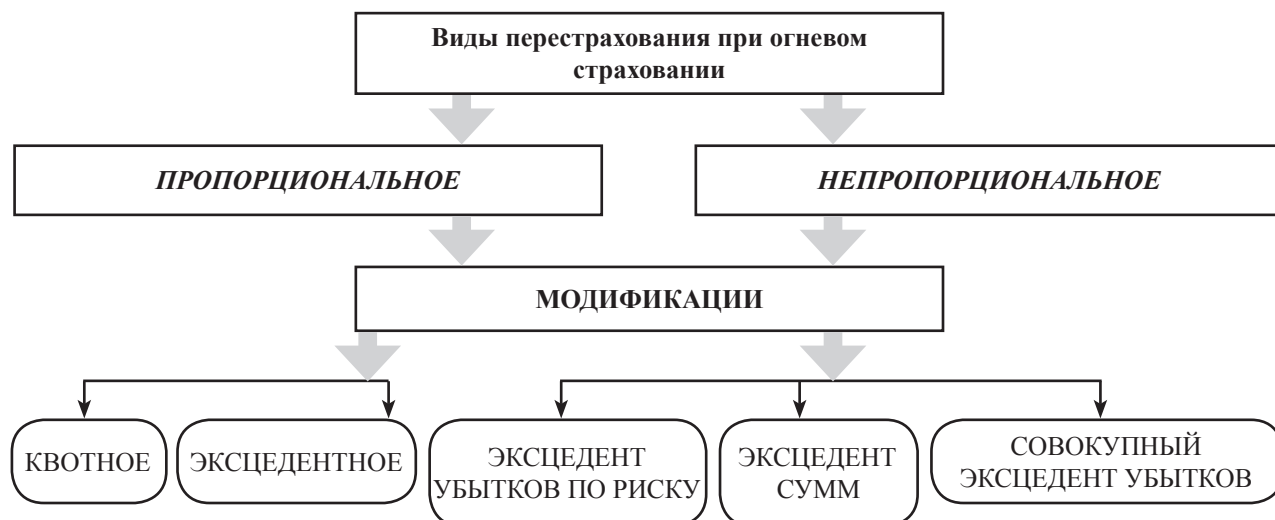 Виды перестрахования при огневом
страховании
ПРОПОРЦИОНАЛЬНОЕ
НЕПРОПОРЦИОНАЛЬНОЕ
МОДИФИКАЦИИ
КВОТНОЕ
ЭКСЦЕДЕНТНОЕ
ЭКСЦЕДЕНТ
УБЫТКОВ ПО РИСКУ
ЭКСЦЕДЕНТ
СУММ
СОВОКУПНЫЙ
ЭКСЦЕДЕНТ УБЫТКОВ